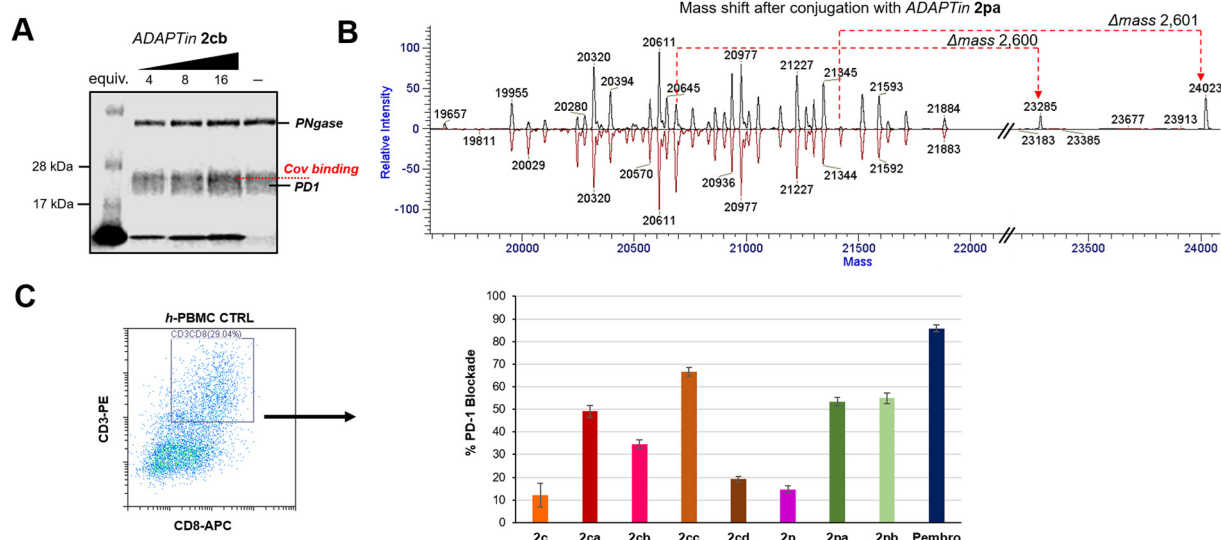 A
ADAPTin 2cb
equiv. 4 8 16 –
PNgase
28 kDa
Cov binding
PD1
17 kDa
B
Mass shift after conjugation with ADAPTin 2pa
Δmass 2,601
Δmass 2,600
Relative Intensity
100
50
0
-50
-100
19657
19811
19955
20029
20280
20320
20394
20611
20645
20977
21227
21345
21593
21884
23285
23677
23913
24023
20320
20570
20611
20936
20977
21227
21344
21592
21883
23183
23385
20000 20500 21000 21500 22000 23500 24000
Mass
C
h-PBMC CTRL
CD3CD8(29.04%)
CD3-PE
CD8-APC
% PD-1 Blockade
100
90
80
70
60
50
40
30
20
10
0
2c 2ca 2cb 2cc 2cd 2p 2pa 2pb Pembro